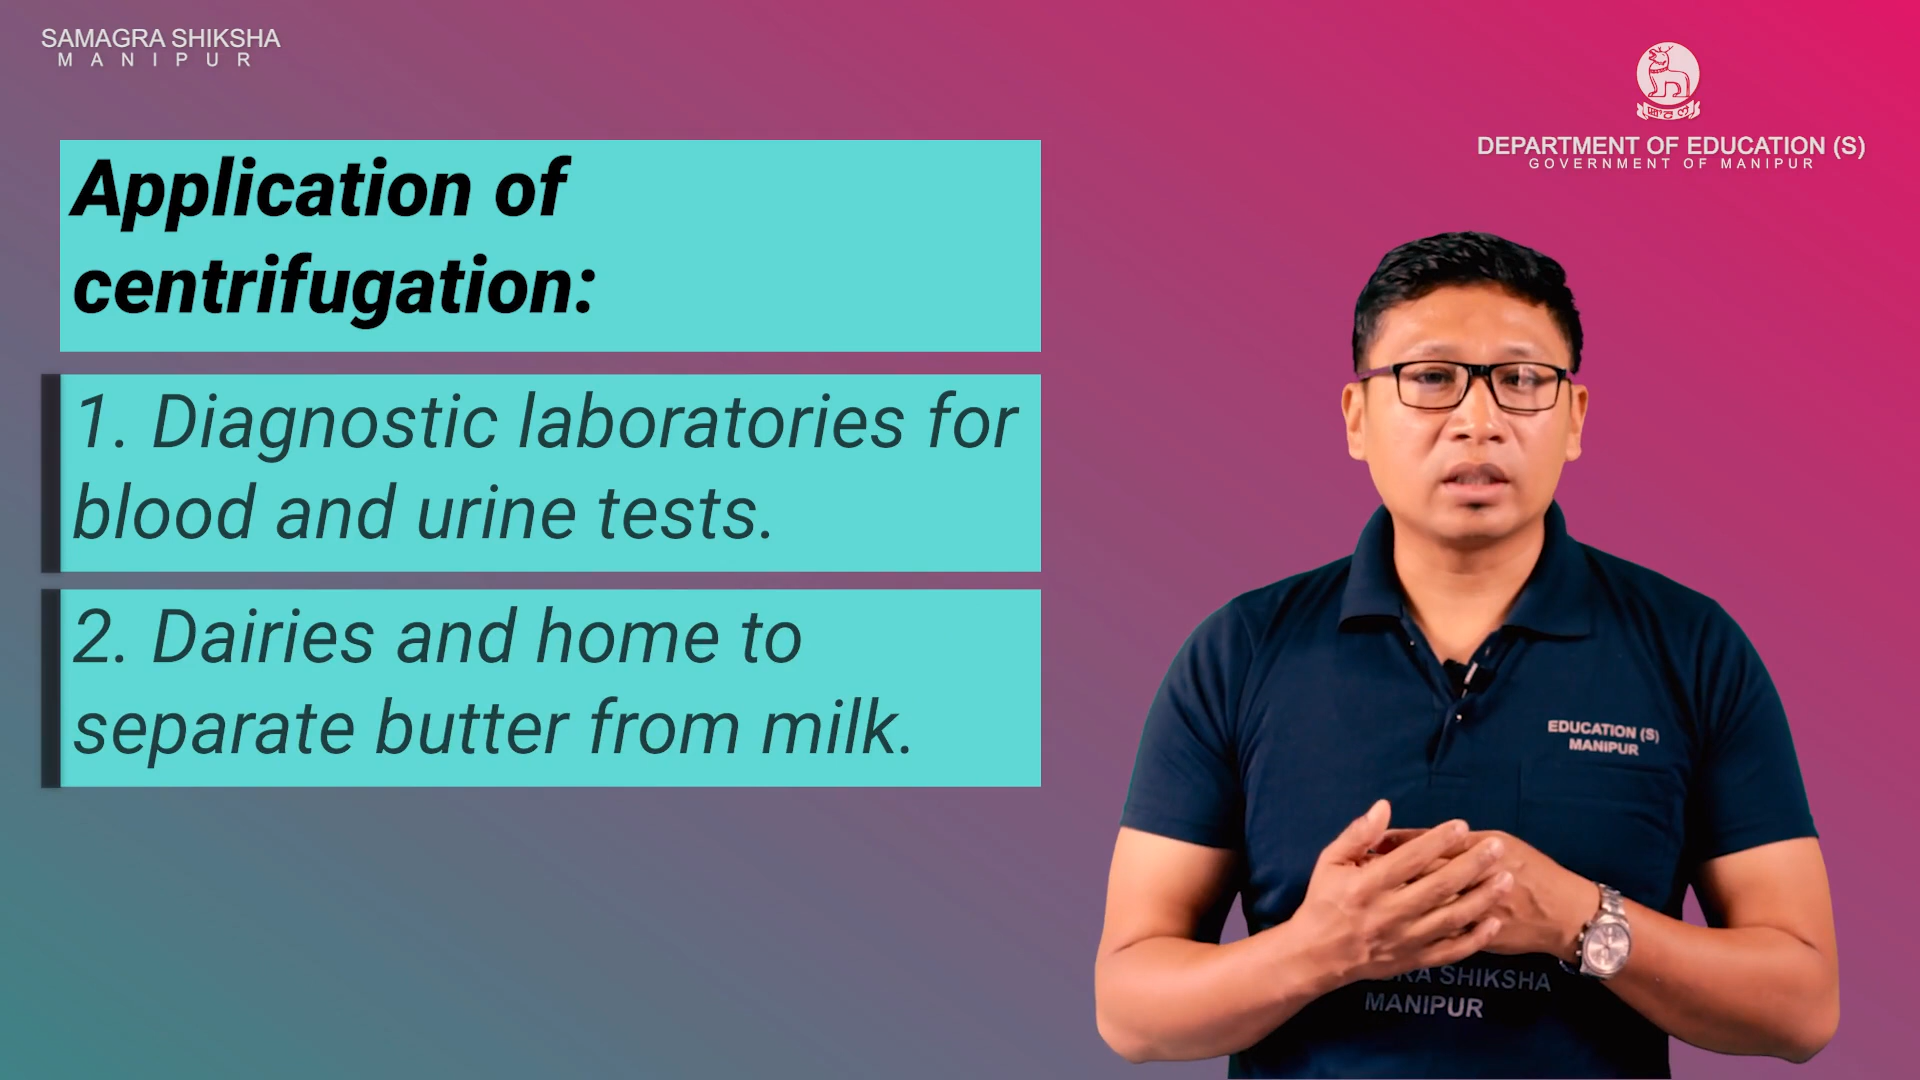 SAMAGRA SHIKSHA
MANIPUR
DEPARTMENT OF EDUCATION (S)
GOVERNMENT OF MANIPUR
Application of
centrifugation:
1. Diagnostic laboratories for
blood and urine tests.
2. Dairies and home to
separate butter from milk.
EDUCATION (S)
MANIPUR
SHIKSHA
MANIPUR